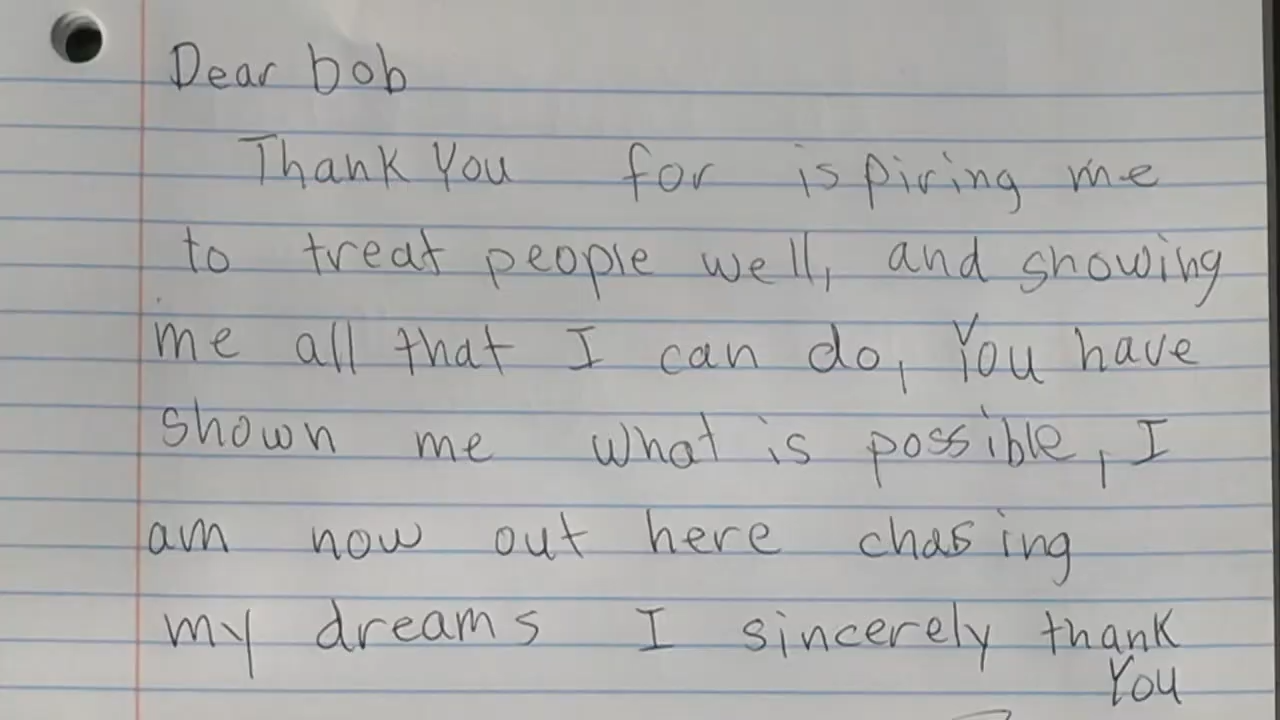 Dear bob
Thank You for ispiring me
to treat people well, and showing
me all that I can do, You have
shown me what is possible, I
am now out here chasing
my dreams I sincerely thank
You